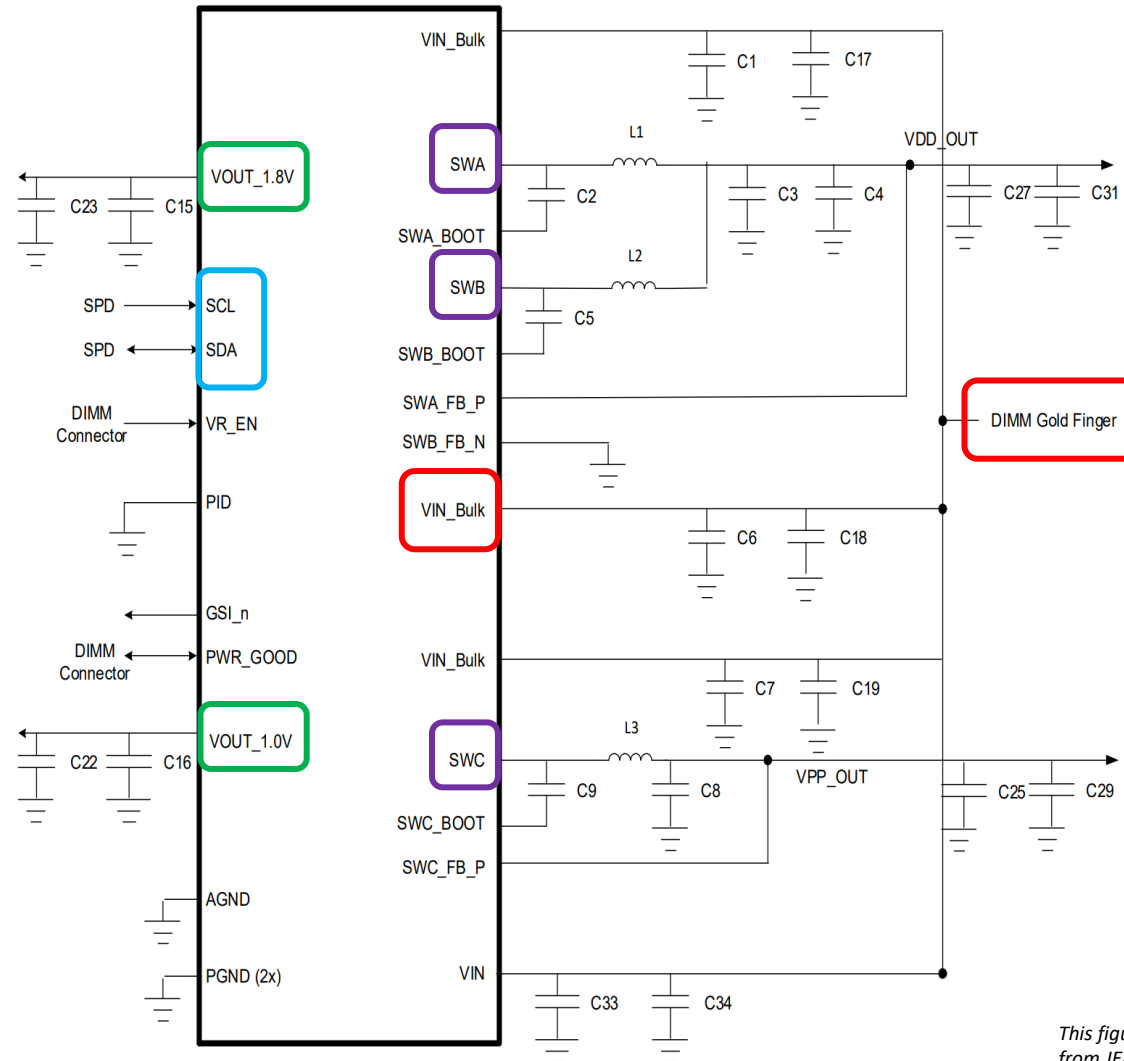 VIN_Bulk
C1
C17
L1
VDD_OUT
SWA
VOUT_1.8V
C2
C3
C4
C27
C31
C23
C15
SWA_BOOT
L2
SWB
SPD
SCL
C5
SPD
SDA
SWB_BOOT
SWA_FB_P
DIMM
Connector
VR_EN
DIMM Gold Finger
SWB_FB_N
PID
VIN_Bulk
C6
C18
GSI_n
DIMM
Connector
PWR_GOOD
VIN_Bulk
C7
C19
L3
VOUT_1.0V
SWC
C22
C16
VPP_OUT
C9
C8
C25
C29
SWC_BOOT
SWC_FB_P
AGND
PGND (2x)
VIN
C33
C34
This figu
from